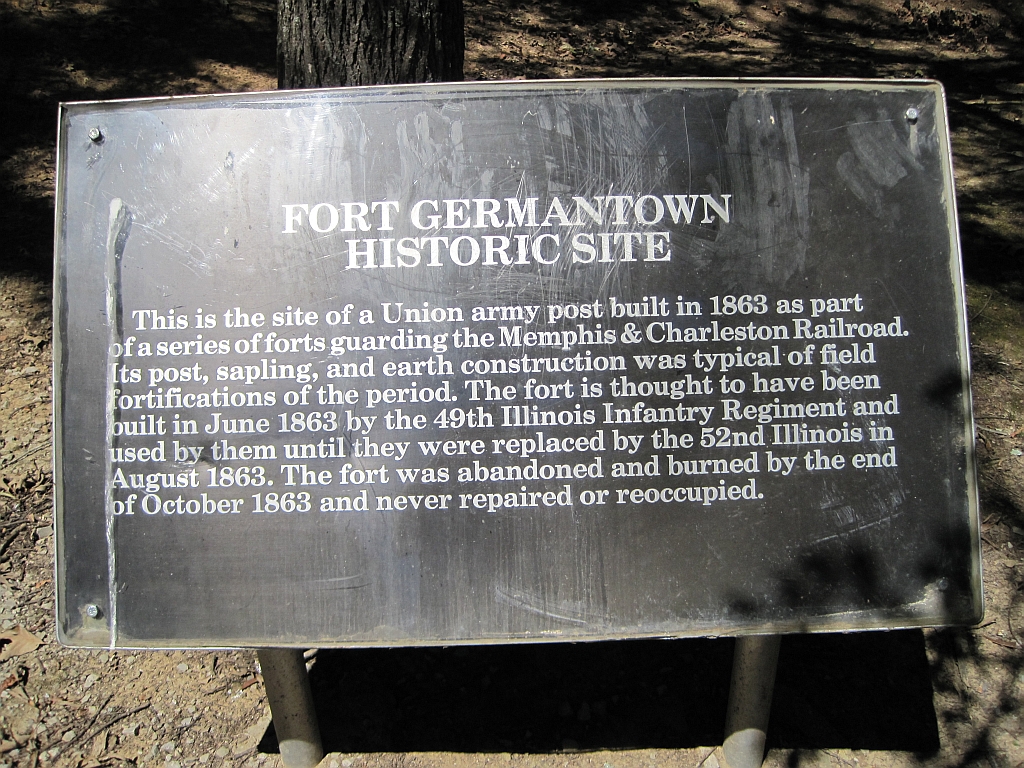 FORT GERMANTOWN
HISTORIC SITE
This is the site of a Union army post built in 1863 as part
of a series of forts guarding the Memphis & Charleston Railroad.
Its post, sapling, and earth construction was typical of field
fortifications of the period. The fort is thought to have been
built in June 1863 by the 49th Illinois Infantry Regiment and
used by them until they were replaced by the 52nd Illinois in
August 1863. The fort was abandoned and burned by the end
of October 1863 and never repaired or reoccupied.